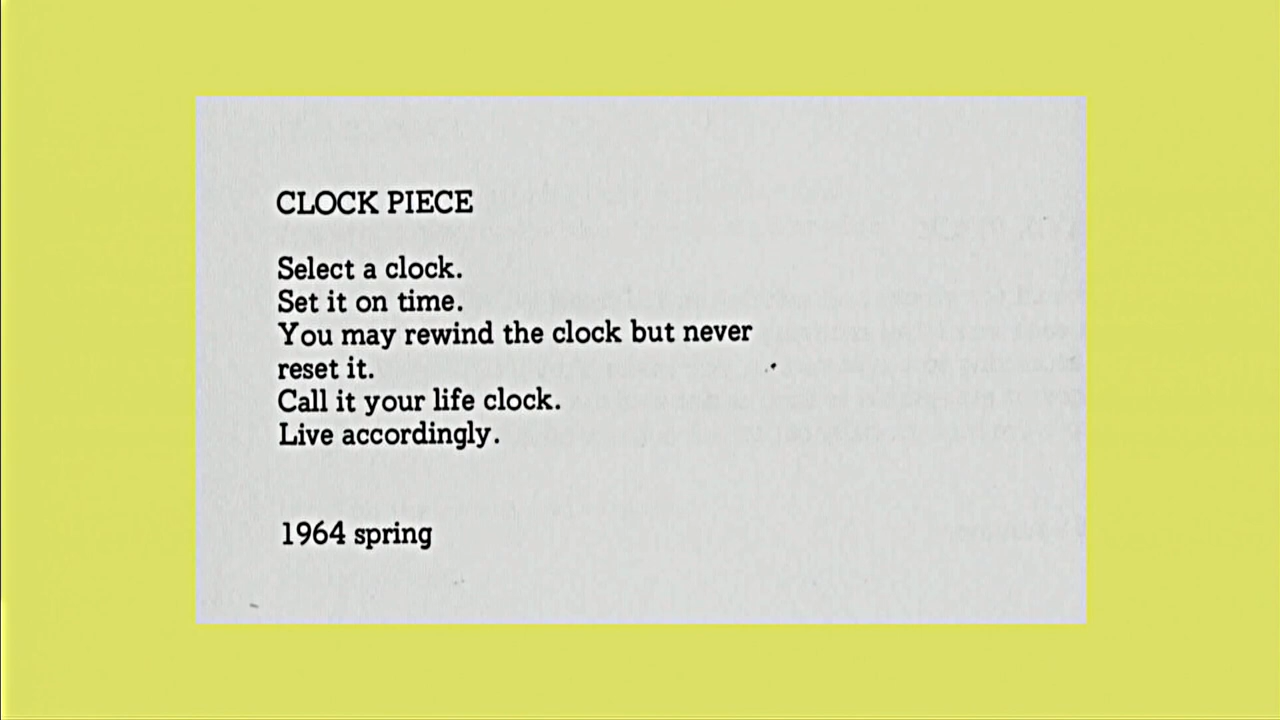 CLOCK PIECE
Select a clock.
Set it on time.
You may rewind the clock but never
reset it.
Call it your life clock.
Live accordingly.
1964 spring